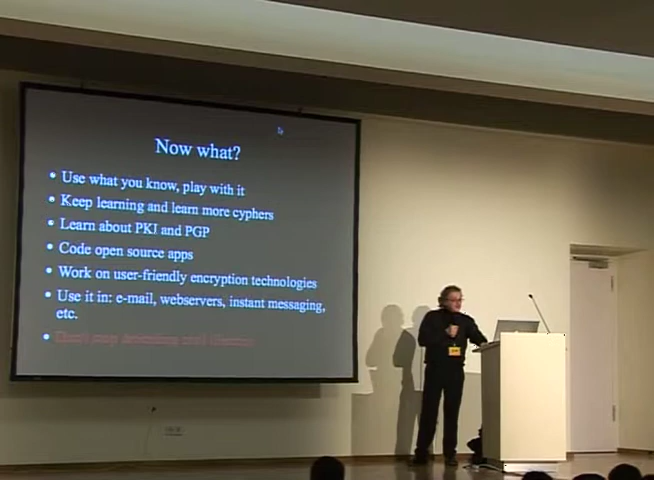 Now what?
• Use what you know, play with it
• Keep learning and learn more cyphers
• Learn about PKI and PGP
• Code open source apps
• Work on user-friendly encryption technologies
• Use it in: e-mail, webservers, instant messaging,
etc.
• Don't stop